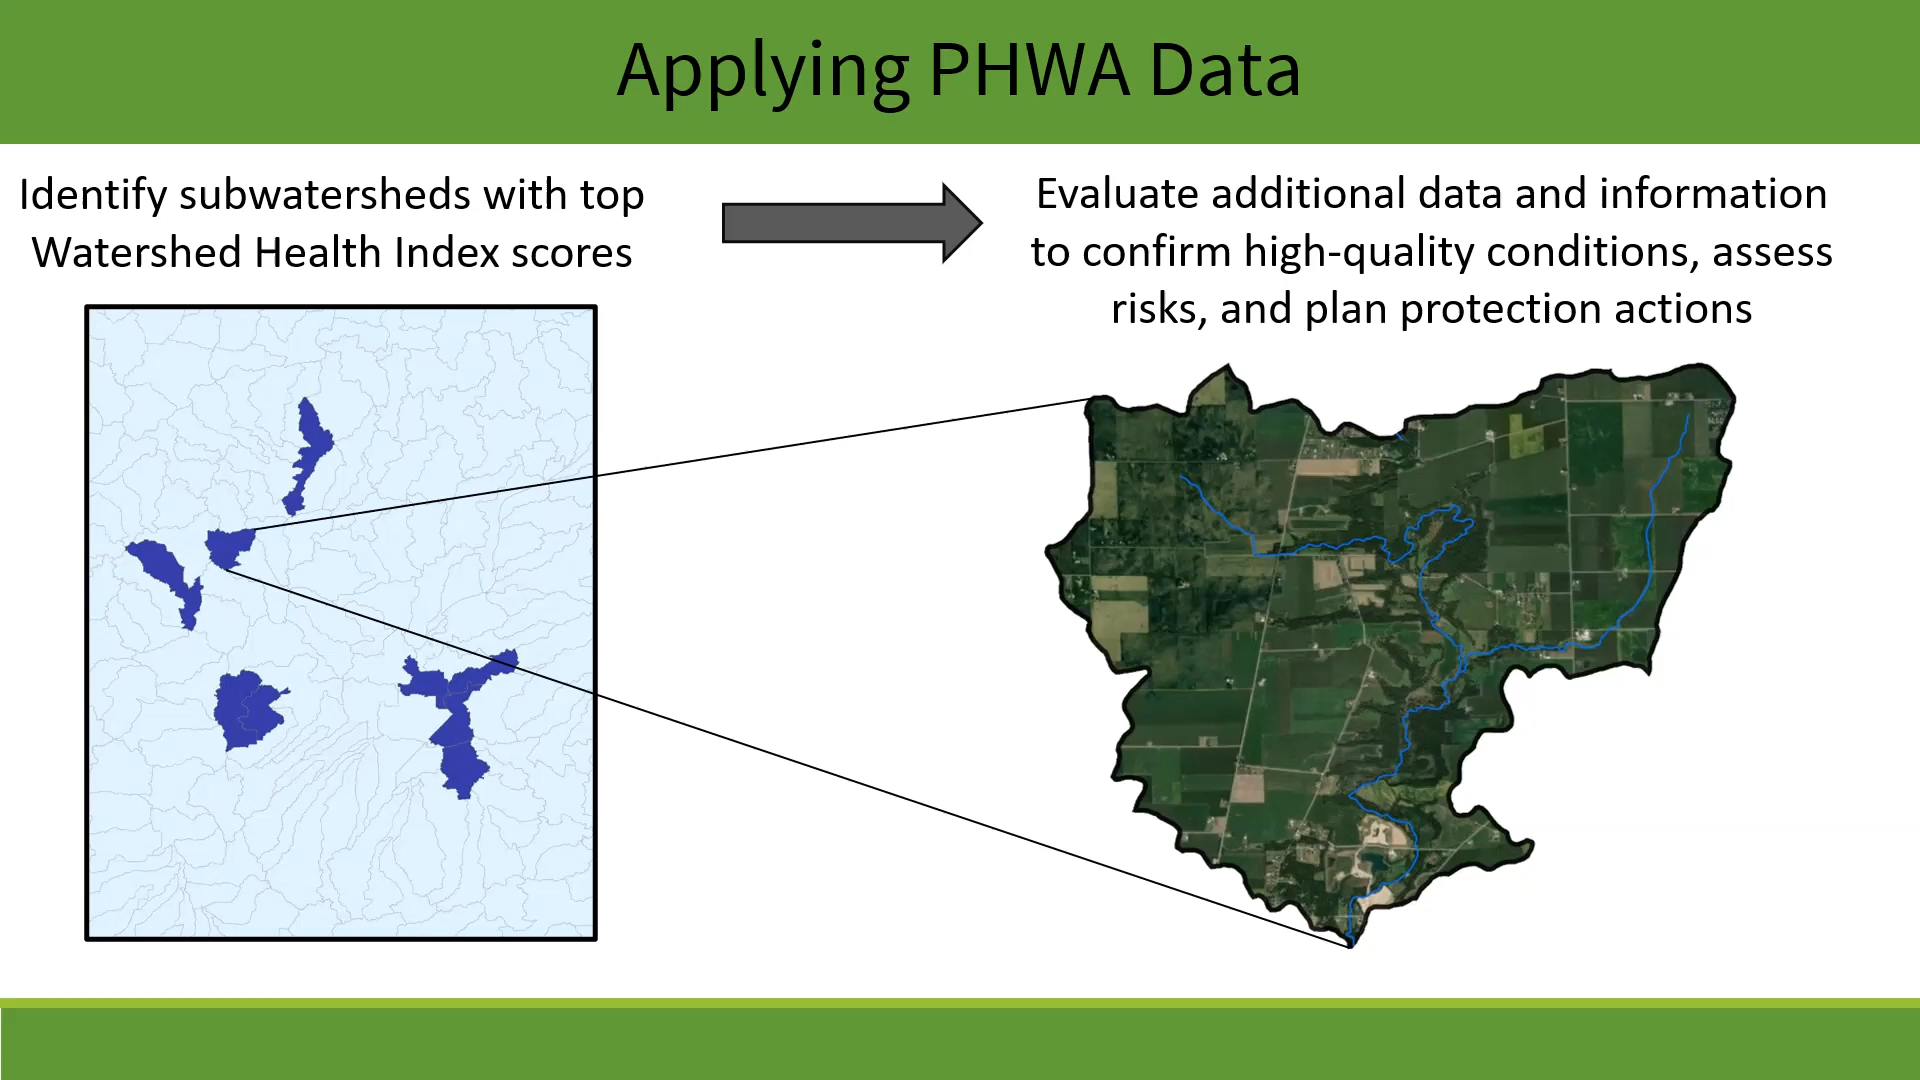 Applying PHWA Data
Identify subwatersheds with top
Watershed Health Index scores
Evaluate additional data and information
to confirm high-quality conditions, assess
risks, and plan protection actions